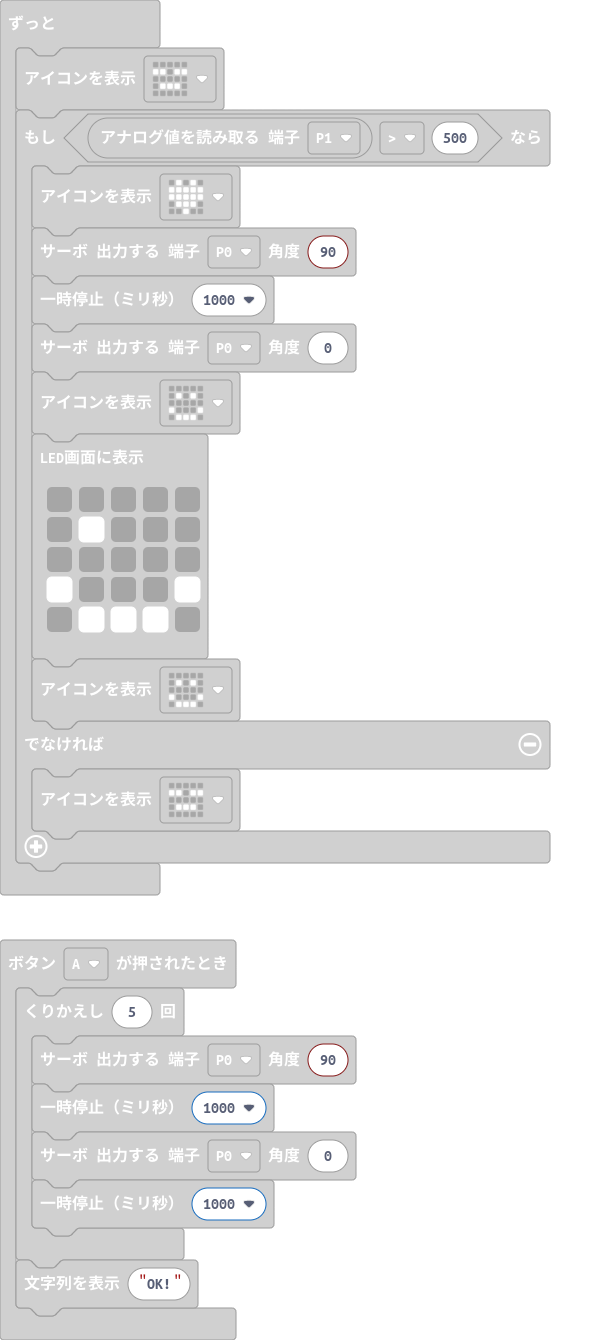 ずっと
アイコンを表示
もし アナログ値を読み取る 端子 P1 > 500 なら
アイコンを表示
サーボ 出力する 端子 P0 角度 90
一時停止（ミリ秒） 1000
サーボ 出力する 端子 P0 角度 0
アイコンを表示
LED画面に表示
アイコンを表示
でなければ
アイコンを表示
ボタン A が押されたとき
くりかえし 5 回
サーボ 出力する 端子 P0 角度 90
一時停止（ミリ秒） 1000
サーボ 出力する 端子 P0 角度 0
一時停止（ミリ秒） 1000
文字列を表示 "OK!"